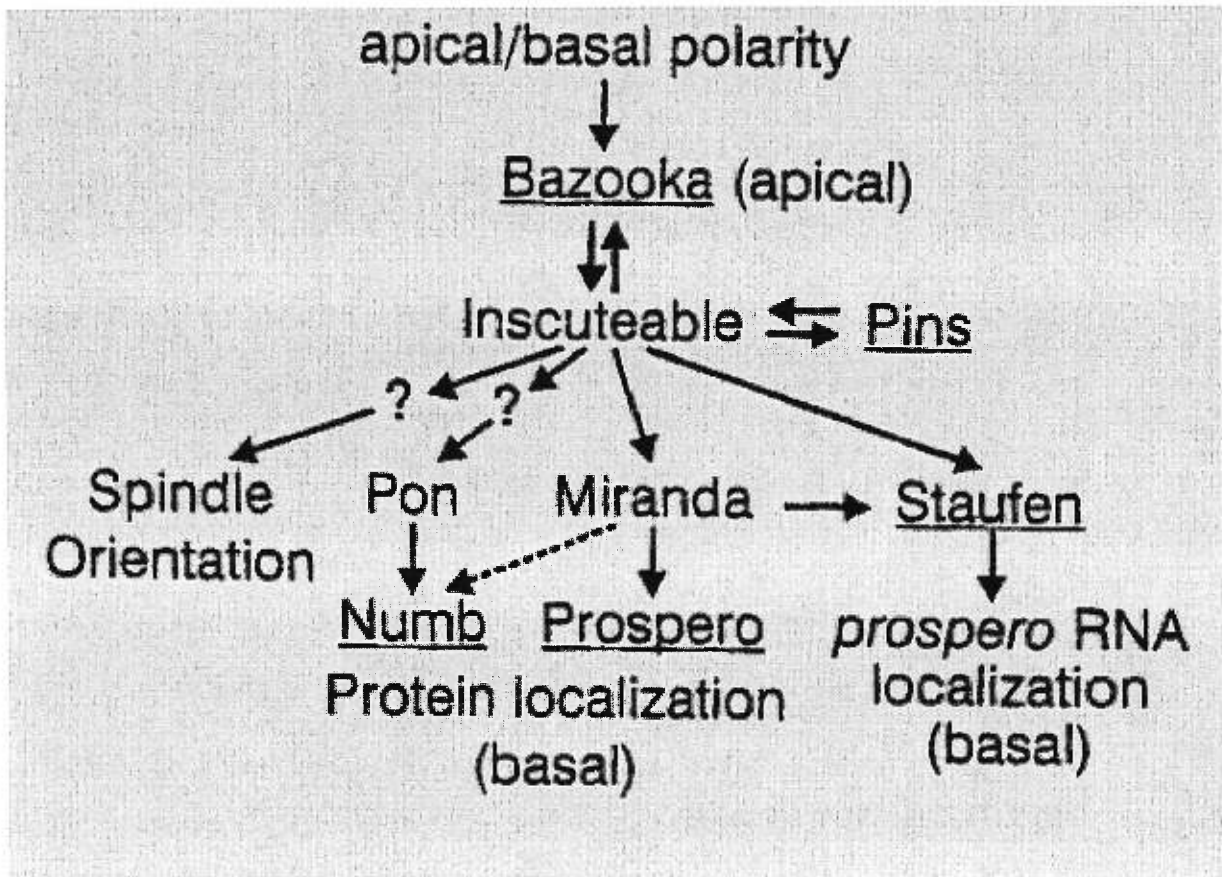 apical/basal polarity
Bazooka (apical)
Inscuteable Pins
? ?
Spindle Orientation
Pon Miranda Staufen
Numb Prospero
Protein localization
(basal)
prospero RNA
localization
(basal)